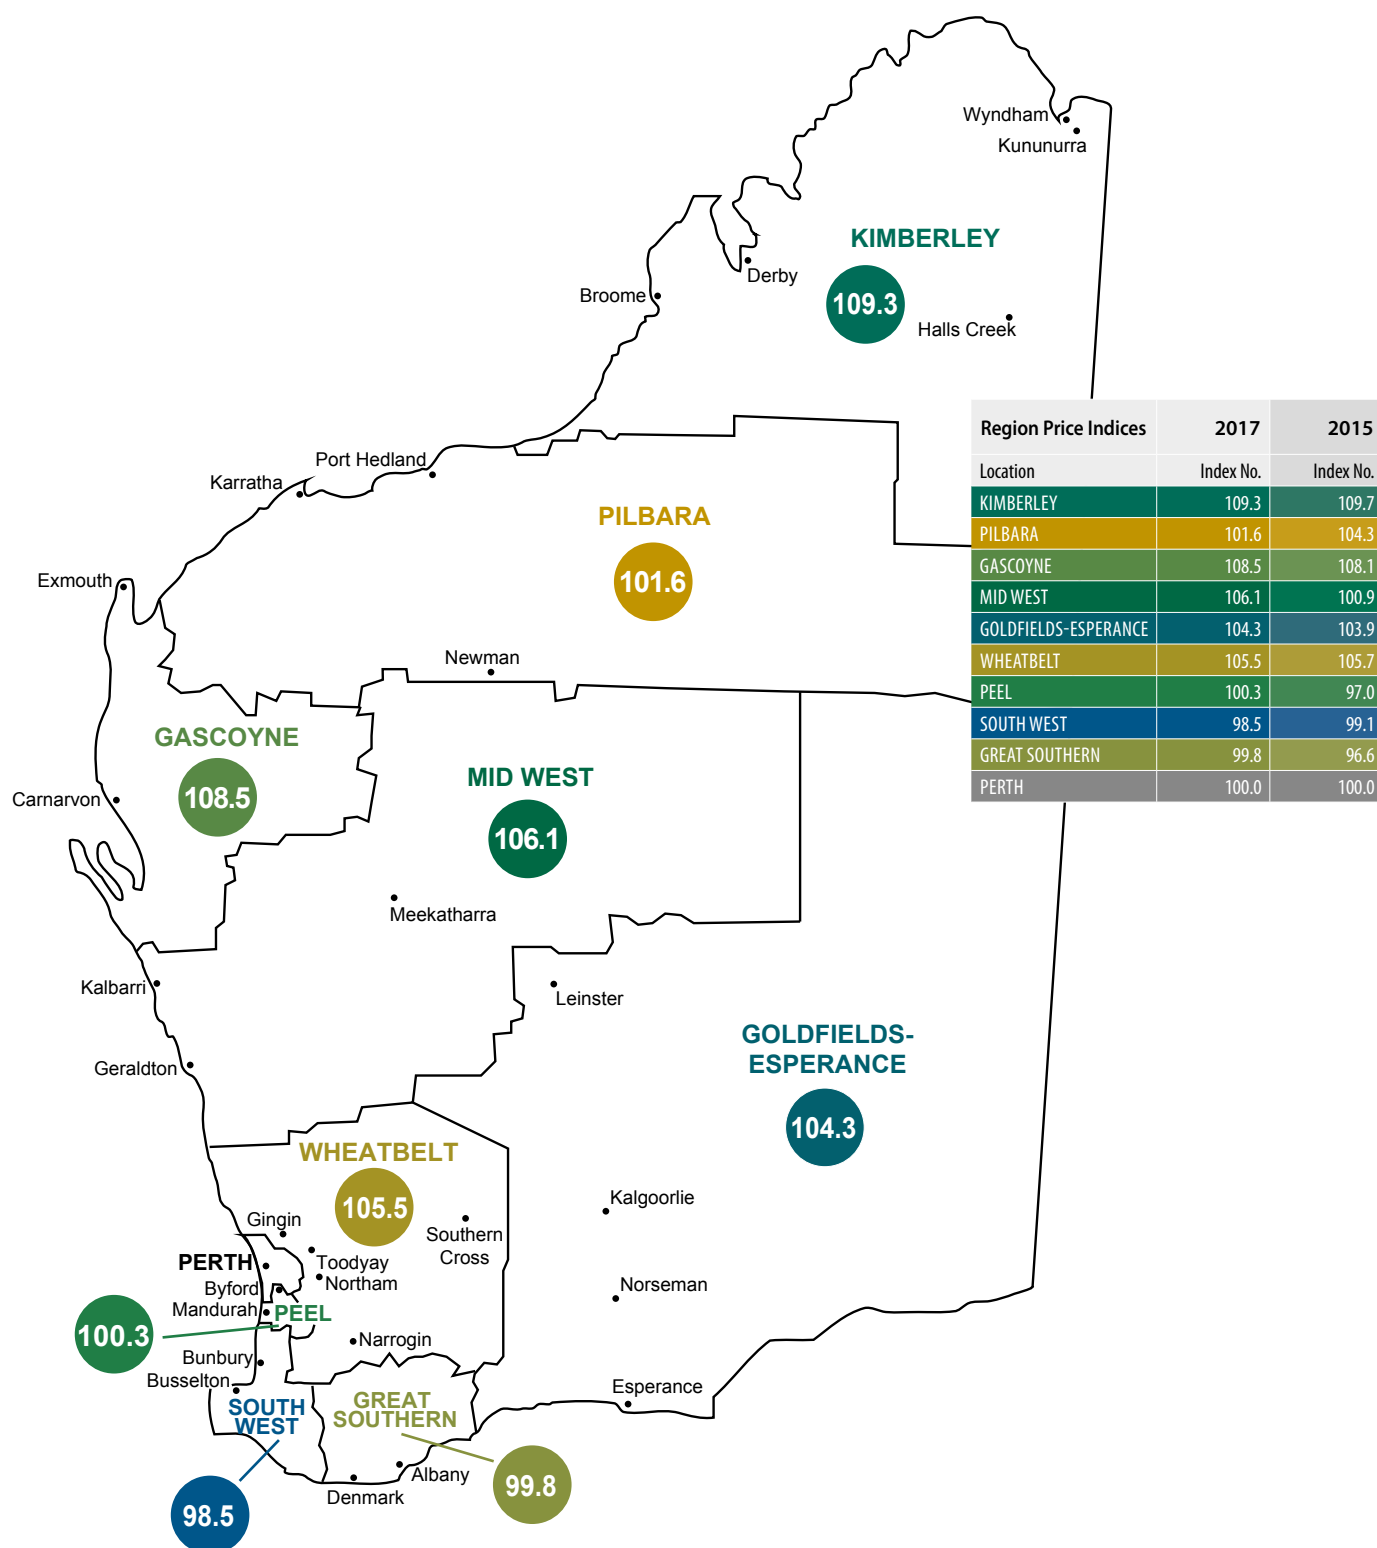 Wyndham
Kununurra
KIMBERLEY
109.3
Derby
Broome
Halls Creek
Region Price Indices 2017 2015
Location Index No. Index No.
KIMBERLEY 109.3 109.7
PILBARA 101.6 104.3
GASCOYNE 108.5 108.1
MID WEST 106.1 100.9
GOLDFIELDS-ESPERANCE 104.3 103.9
WHEATBELT 105.5 105.7
PEEL 100.3 97.0
SOUTH WEST 98.5 99.1
GREAT SOUTHERN 99.8 96.6
PERTH 100.0 100.0
Port Hedland
Karratha
PILBARA
101.6
Exmouth
Newman
GASCOYNE
108.5
MID WEST
106.1
Carnarvon
Meekatharra
Kalbarri
Leinster
GOLDFIELDS-
ESPERANCE
104.3
Geraldton
WHEATBELT
105.5
Kalgoorlie
Gingin
Southern
Cross
PERTH
Toodyay
Northam
Byford
Mandurah
PEEL
100.3
Norseman
Narrogin
Bunbury
Busselton
SOUTH
WEST
98.5
GREAT
SOUTHERN
99.8
Esperance
Albany
Denmark